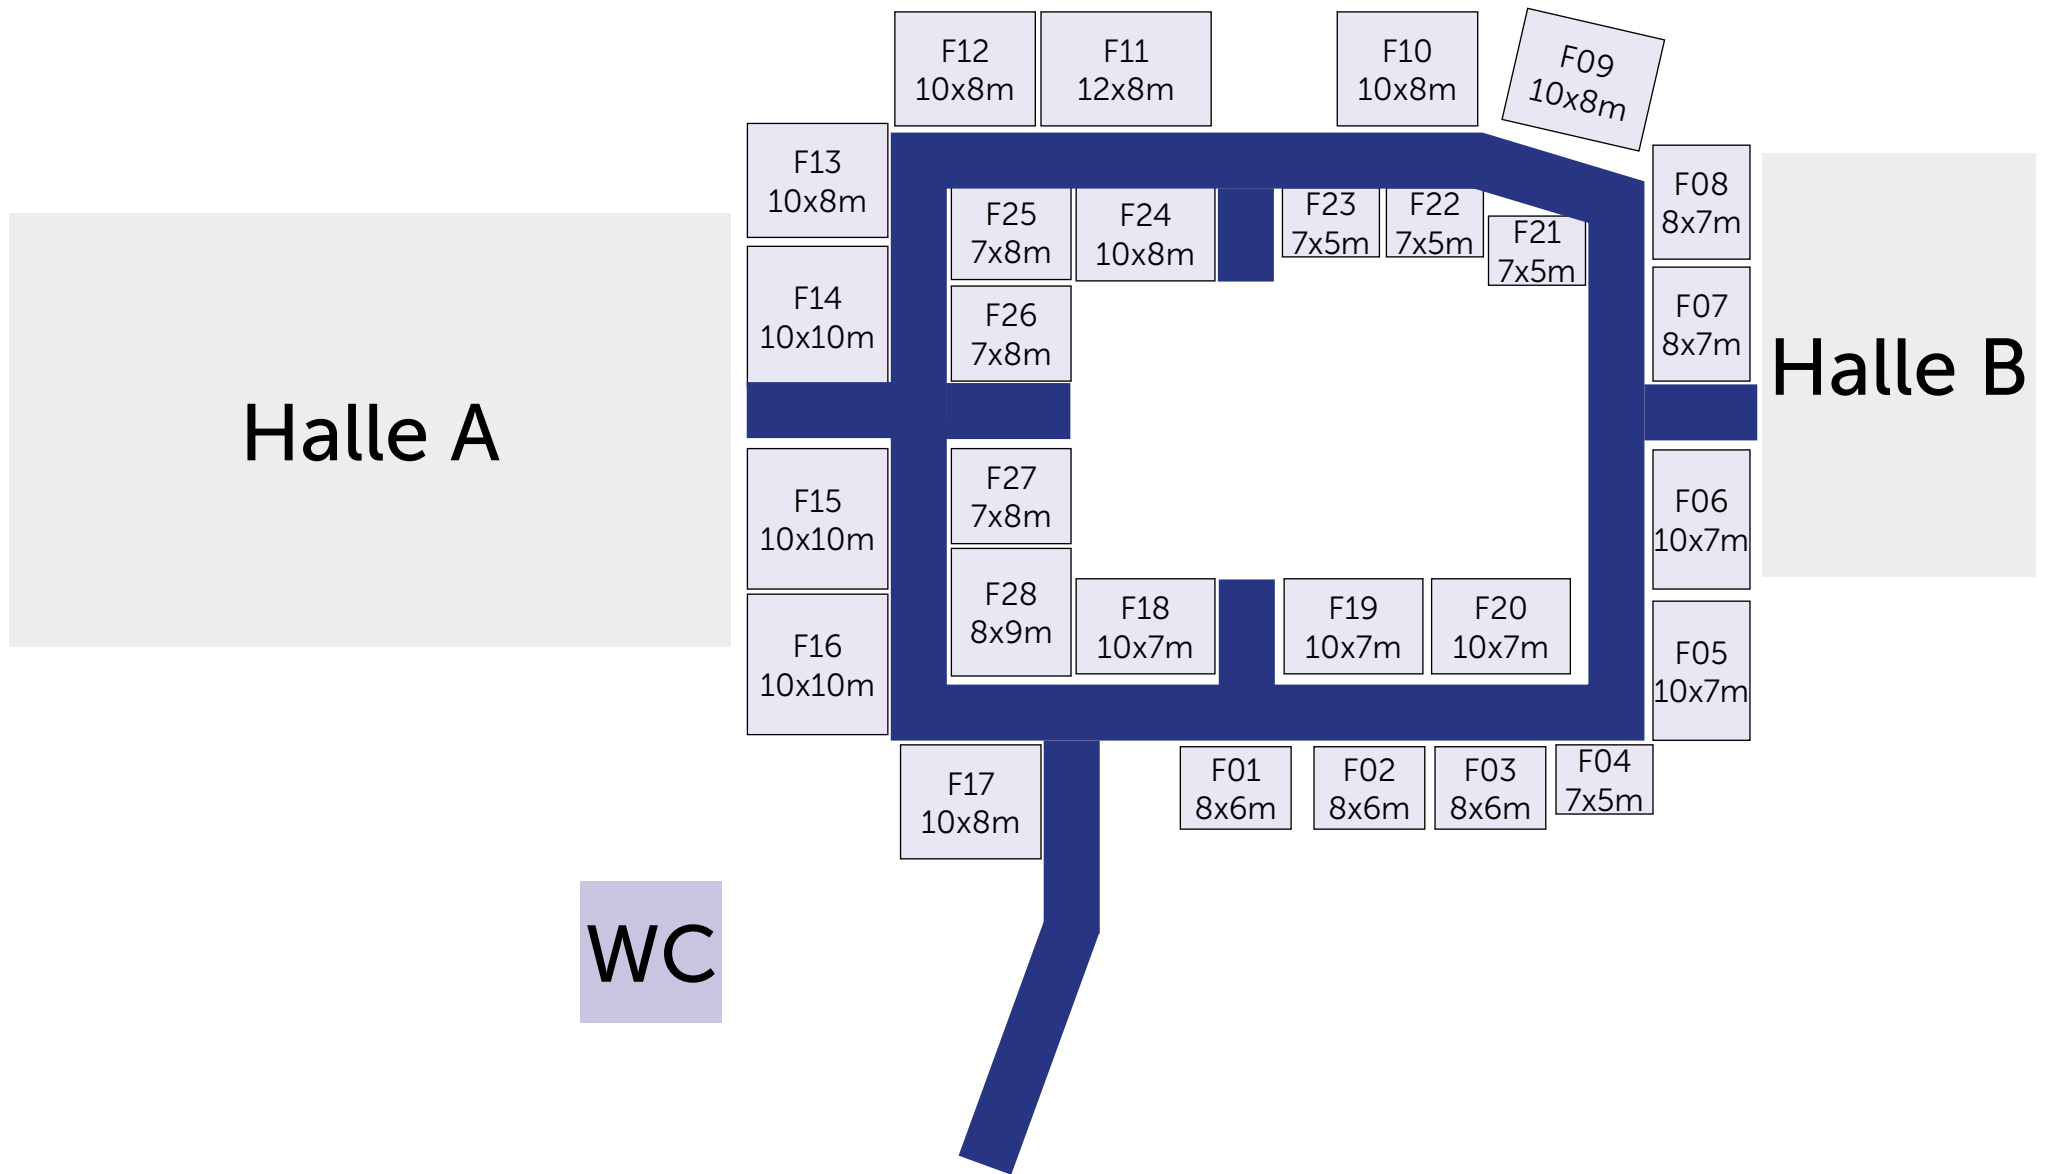 F12
10x8m
F11
12x8m
F10
10x8m
F09
10x8m
F13
10x8m
F08
8x7m
F25
7x8m
F24
10x8m
F23
7x5m
F22
7x5m
F21
7x5m
F14
10x10m
F26
7x8m
F07
8x7m
Halle A
Halle B
F15
10x10m
F27
7x8m
F06
10x7m
F28
8x9m
F18
10x7m
F19
10x7m
F20
10x7m
F16
10x10m
F05
10x7m
F17
10x8m
F01
8x6m
F02
8x6m
F03
8x6m
F04
7x5m
WC